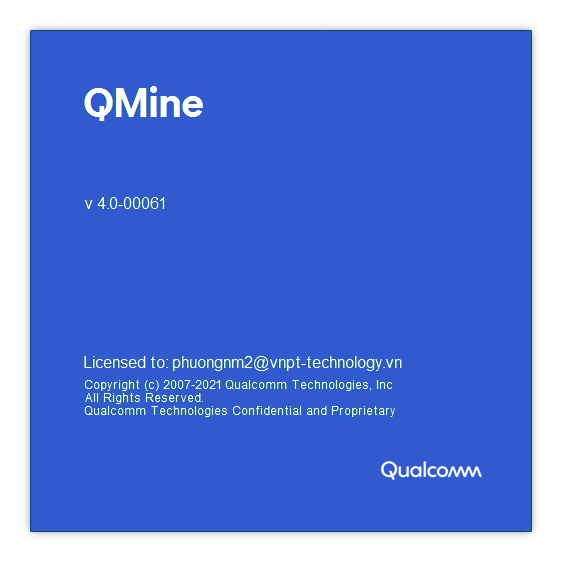 QMine
v 4.0-00061
Licensed to: phuongnm2@vnpt-technology.vn
Copyright (c) 2007-2021 Qualcomm Technologies, Inc
All Rights Reserved.
Qualcomm Technologies Confidential and Proprietary
Qualcomm